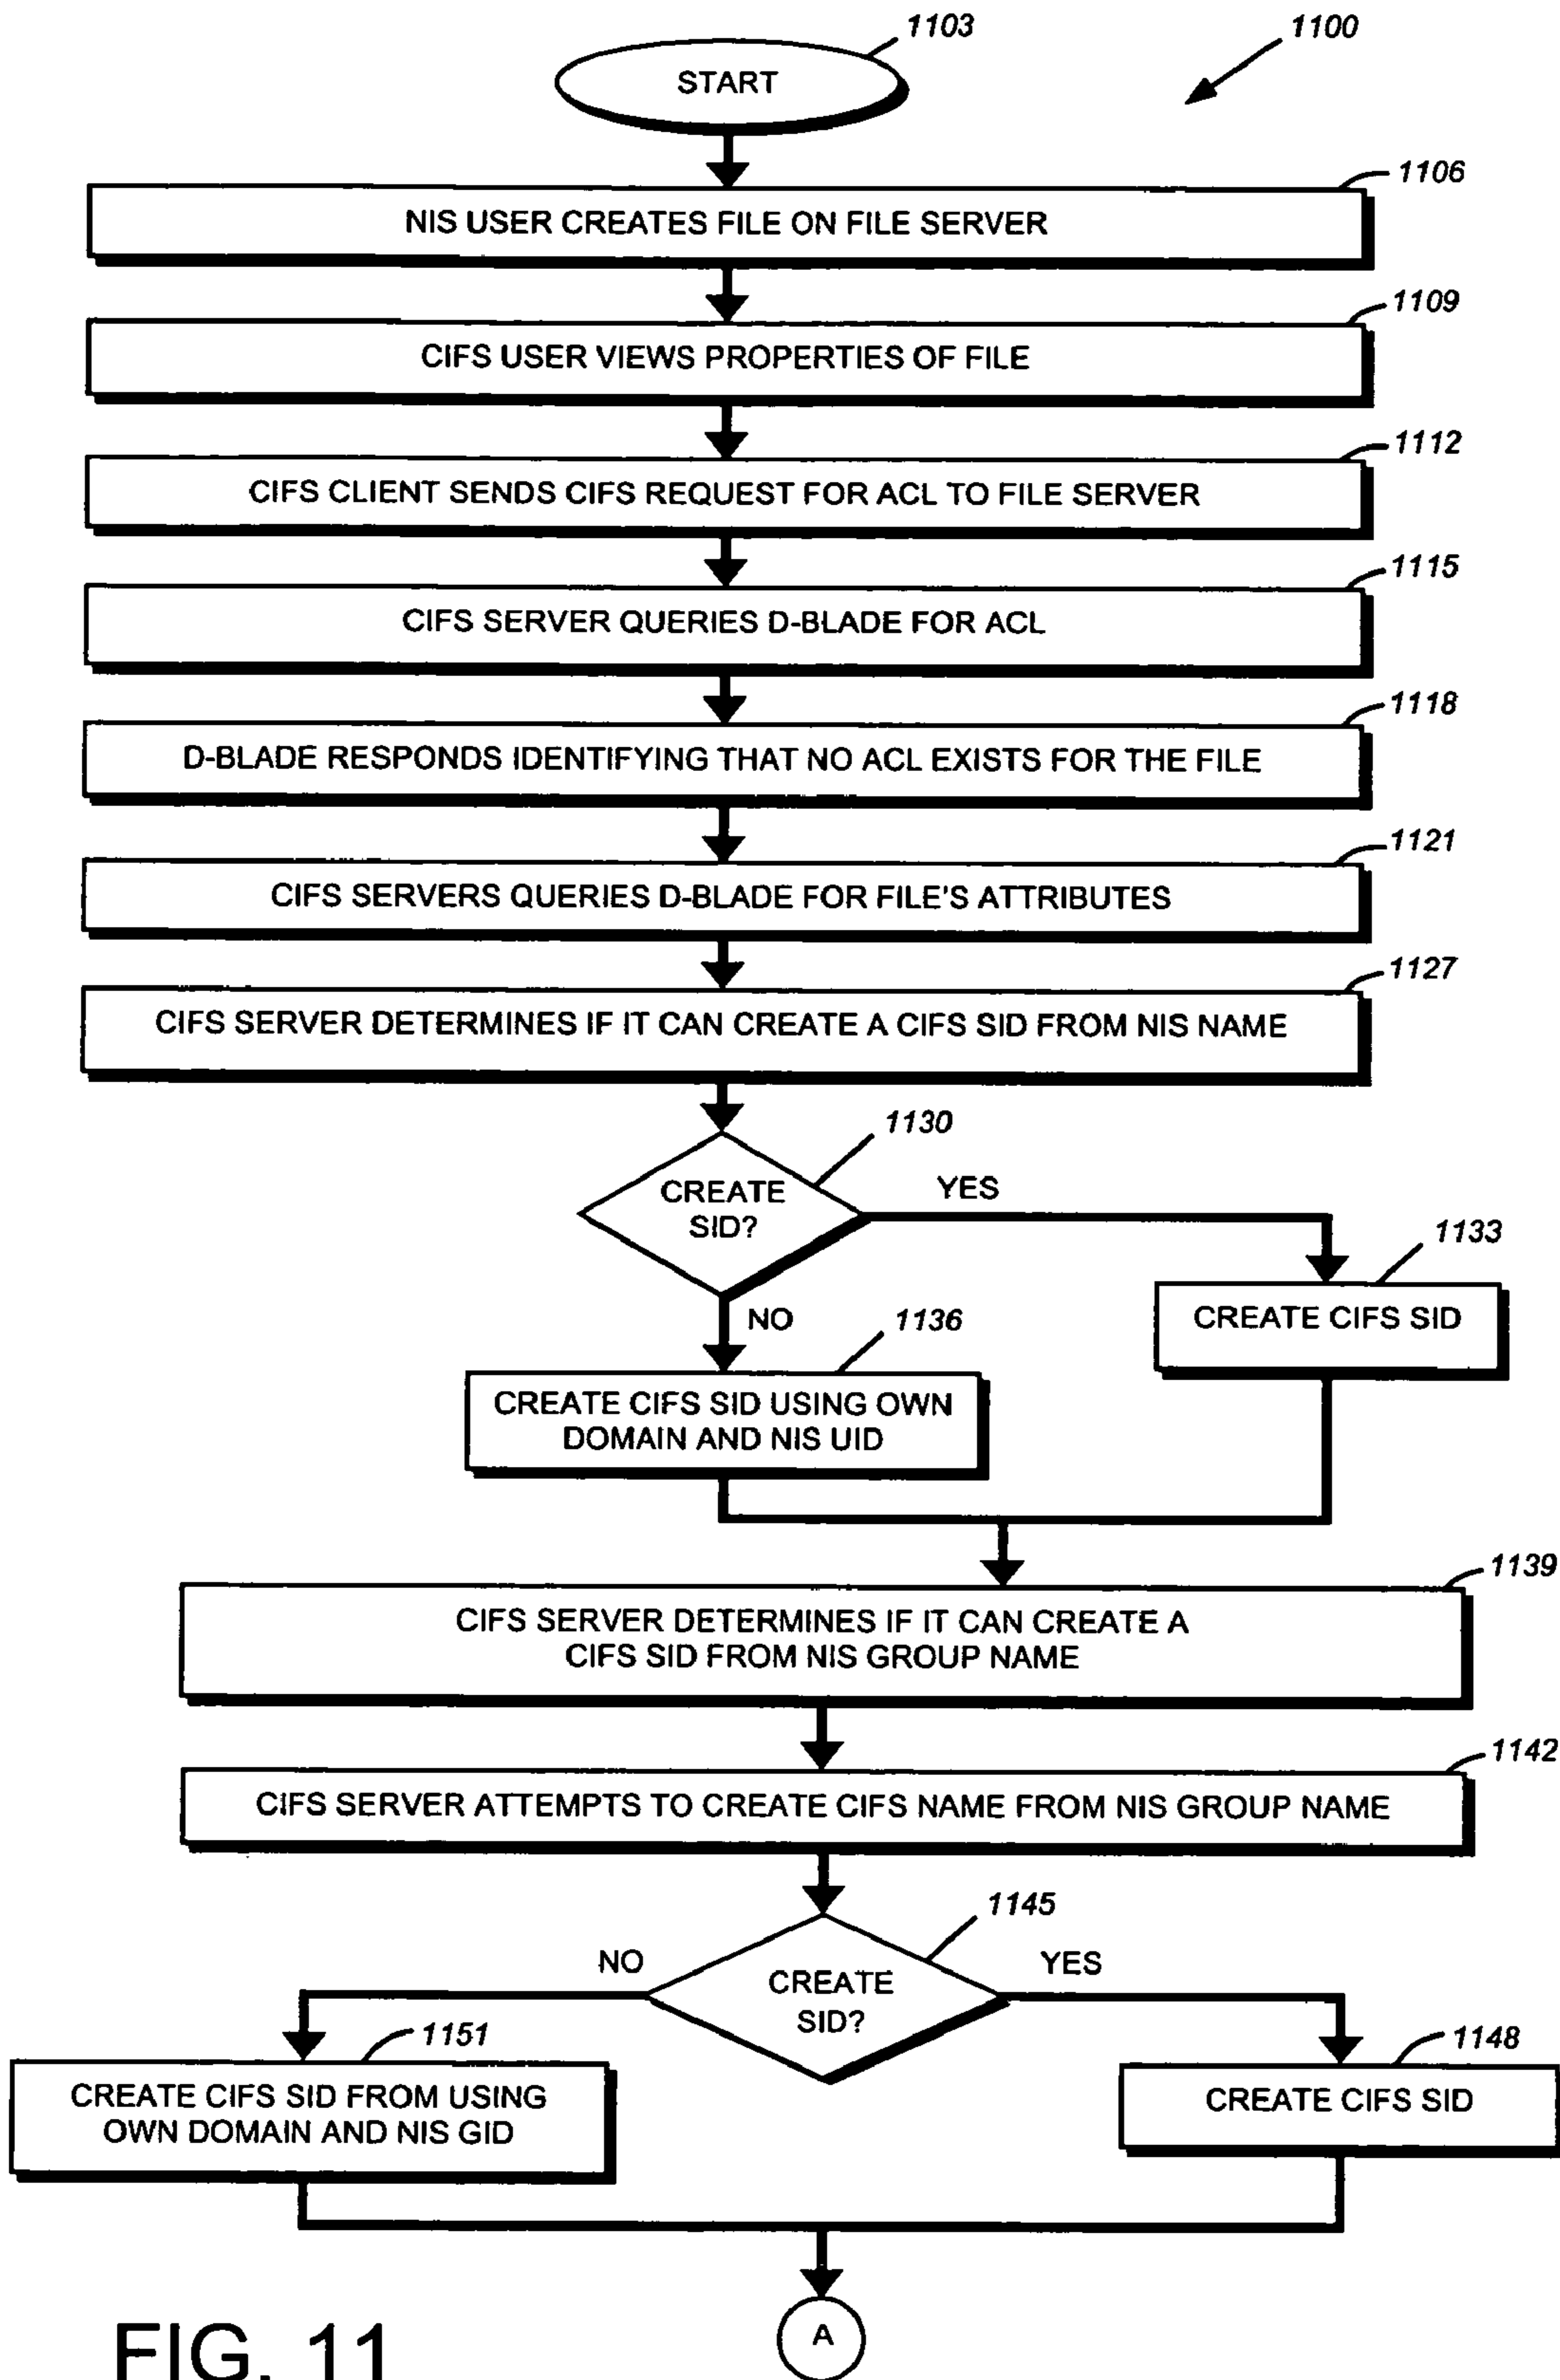 1103
1100
START
1106
NIS USER CREATES FILE ON FILE SERVER
1109
CIFS USER VIEWS PROPERTIES OF FILE
1112
CIFS CLIENT SENDS CIFS REQUEST FOR ACL TO FILE SERVER
1115
CIFS SERVER QUERIES D-BLADE FOR ACL
1118
D-BLADE RESPONDS IDENTIFYING THAT NO ACL EXISTS FOR THE FILE
1121
CIFS SERVERS QUERIES D-BLADE FOR FILE'S ATTRIBUTES
1127
CIFS SERVER DETERMINES IF IT CAN CREATE A CIFS SID FROM NIS NAME
1130
CREATE
SID?
YES
1133
CREATE CIFS SID
NO
1136
CREATE CIFS SID USING OWN
DOMAIN AND NIS UID
1139
CIFS SERVER DETERMINES IF IT CAN CREATE A
CIFS SID FROM NIS GROUP NAME
1142
CIFS SERVER ATTEMPTS TO CREATE CIFS NAME FROM NIS GROUP NAME
1145
NO
CREATE
SID?
YES
1151
CREATE CIFS SID FROM USING
OWN DOMAIN AND NIS GID
1148
CREATE CIFS SID
A
FIG. 11